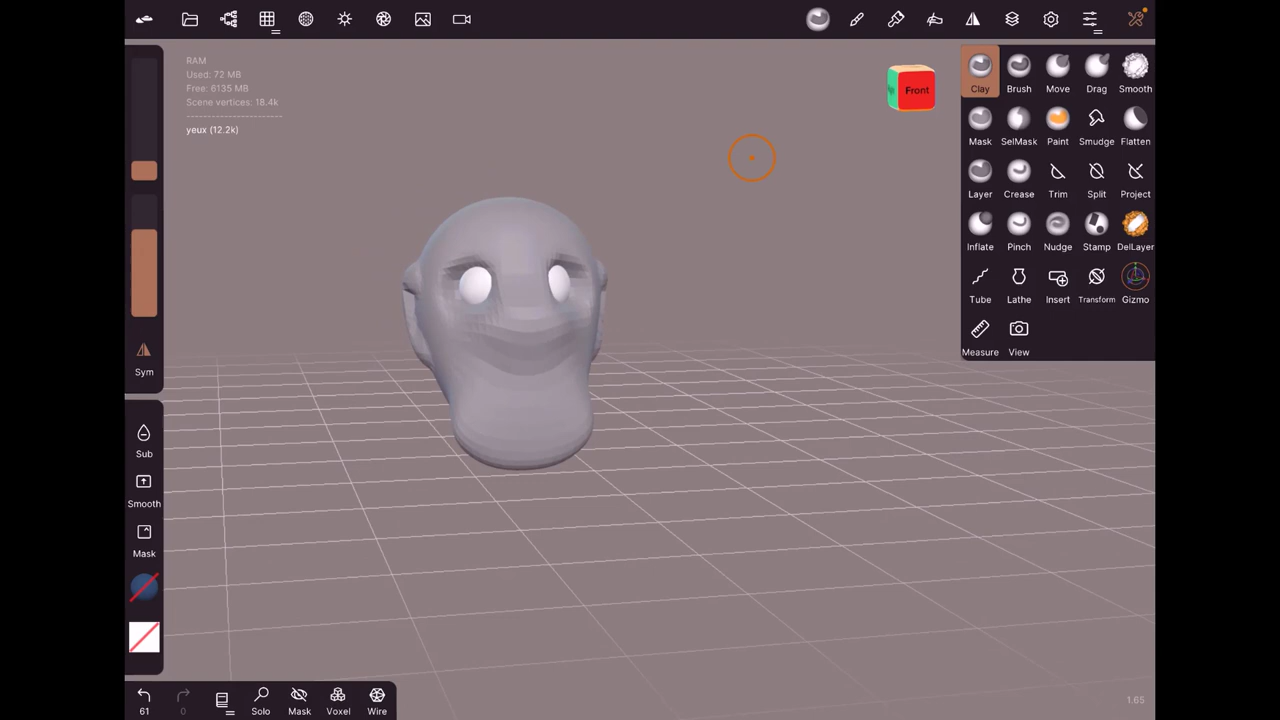 RAM
Used: 72 MB
Free: 6135 MB
Scene vertices: 18.4k
-----------------------
yeux (12.2k)
Front
Clay Brush Move Drag Smooth
Mask SelMask Paint Smudge Flatten
Layer Crease Trim Split Project
Inflate Pinch Nudge Stamp DelLayer
Tube Lathe Insert Transform Gizmo
Measure View
Sym
Sub
Smooth
Mask
61 0 Solo Mask Voxel Wire
1.65